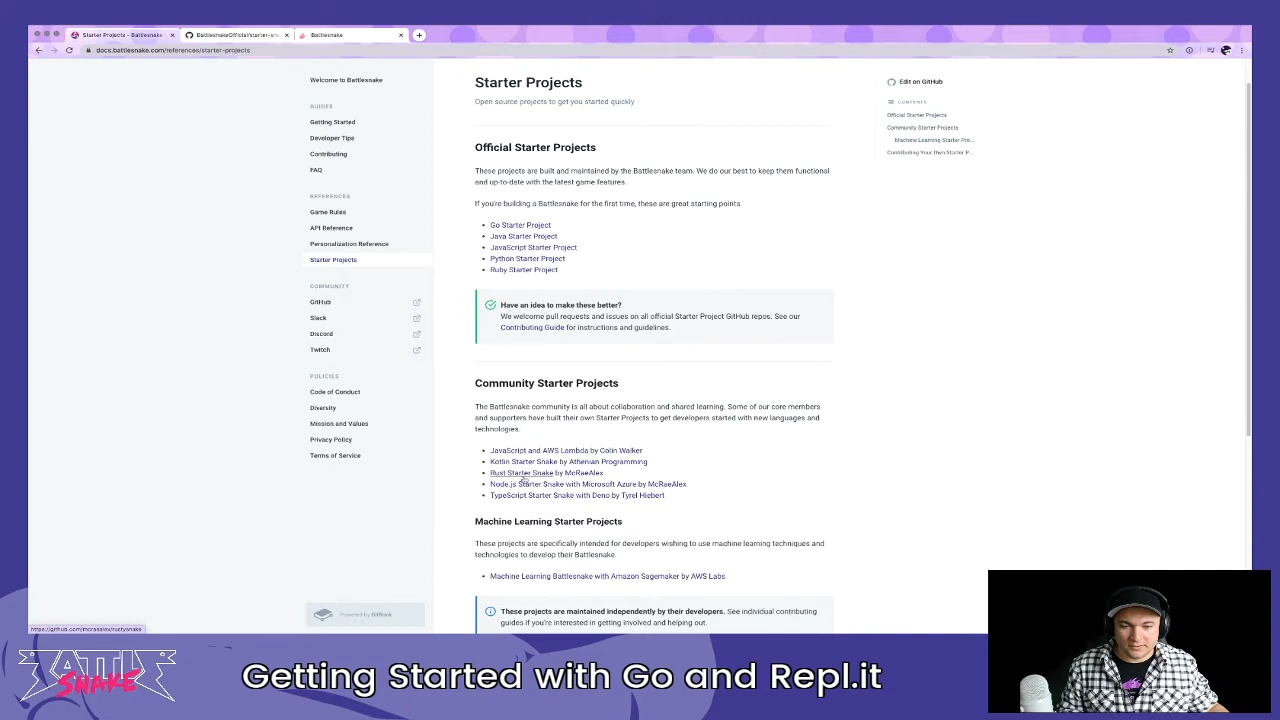 Starter Projects - Battlesnake
BattlesnakeOfficial/starter-sna
Battlesnake
docs.battlesnake.com/references/starter-projects
Welcome to Battlesnake
GUIDES
Getting Started
Developer Tips
Contributing
FAQ
REFERENCES
Game Rules
API Reference
Personalization Reference
Starter Projects
COMMUNITY
GitHub
Slack
Discord
Twitch
POLICIES
Code of Conduct
Diversity
Mission and Values
Privacy Policy
Terms of Service
Powered by GitBook
https://github.com/mcraealex/rustysnake
Starter Projects
Open source projects to get you started quickly
Official Starter Projects
These projects are built and maintained by the Battlesnake team. We do our best to keep them functional
and up-to-date with the latest game features.
If you're building a Battlesnake for the first time, these are great starting points.
• Go Starter Project
• Java Starter Project
• JavaScript Starter Project
• Python Starter Project
• Ruby Starter Project
Have an idea to make these better?
We welcome pull requests and issues on all official Starter Project GitHub repos. See our
Contributing Guide for instructions and guidelines.
Community Starter Projects
The Battlesnake community is all about collaboration and shared learning. Some of our core members
and supporters have built their own Starter Projects to get developers started with new languages and
technologies.
• JavaScript and AWS Lambda by Colin Walker
• Kotlin Starter Snake by Athenian Programming
• Rust Starter Snake by McRaeAlex
• Node.js Starter Snake with Microsoft Azure by McRaeAlex
• TypeScript Starter Snake with Deno by Tyrel Hiebert
Machine Learning Starter Projects
These projects are specifically intended for developers wishing to use machine learning techniques and
technologies to develop their Battlesnake.
• Machine Learning Battlesnake with Amazon Sagemaker by AWS Labs
These projects are maintained independently by their developers. See individual contributing
guides if you're interested in getting involved and helping out.
Edit on GitHub
CONTENTS
Official Starter Projects
Community Starter Projects
Machine Learning Starter Pro...
Contributing Your Own Starter P...
BATTLE
SNAKE
Getting Started with Go and Repl.it